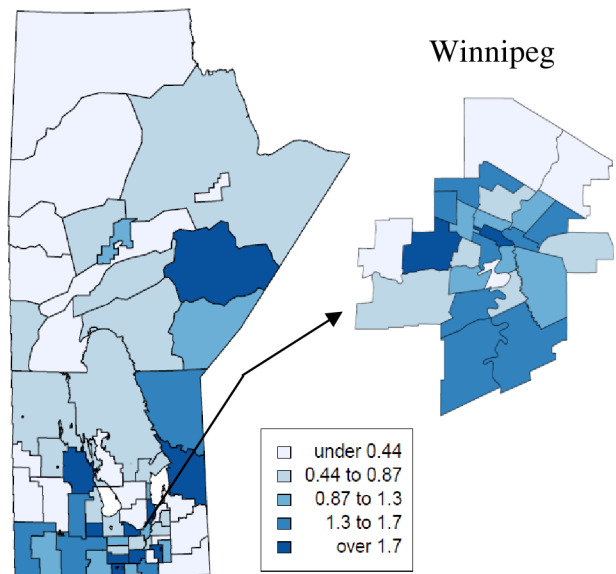 Winnipeg
under 0.44
0.44 to 0.87
0.87 to 1.3
1.3 to 1.7
over 1.7